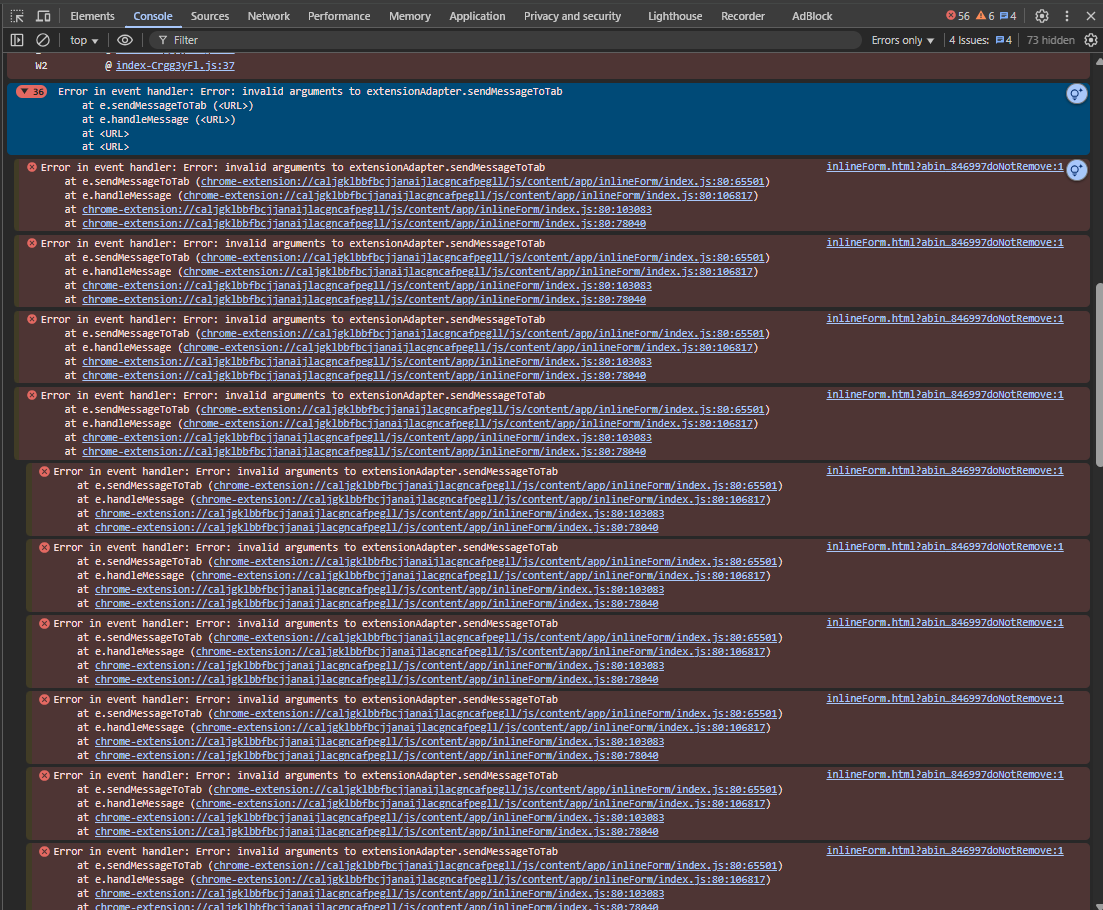 Elements Console Sources Network Performance Memory Application Privacy and security Lighthouse Recorder AdBlock 56 6 4
top Filter Errors only 4 Issues: 4 73 hidden
W2 @ index-Crgg3yFl.js:37
36 Error in event handler: Error: invalid arguments to extensionAdapter.sendMessageToTab
at e.sendMessageToTab (<URL>)
at e.handleMessage (<URL>)
at <URL>
at <URL>
Error in event handler: Error: invalid arguments to extensionAdapter.sendMessageToTab inlineForm.html?abin…846997doNotRemove:1
at e.sendMessageToTab (chrome-extension://caljgklbbfbcjjanaijlacgncafpegll/js/content/app/inlineForm/index.js:80:65501)
at e.handleMessage (chrome-extension://caljgklbbfbcjjanaijlacgncafpegll/js/content/app/inlineForm/index.js:80:106817)
at chrome-extension://caljgklbbfbcjjanaijlacgncafpegll/js/content/app/inlineForm/index.js:80:103083
at chrome-extension://caljgklbbfbcjjanaijlacgncafpegll/js/content/app/inlineForm/index.js:80:78040
Error in event handler: Error: invalid arguments to extensionAdapter.sendMessageToTab inlineForm.html?abin…846997doNotRemove:1
at e.sendMessageToTab (chrome-extension://caljgklbbfbcjjanaijlacgncafpegll/js/content/app/inlineForm/index.js:80:65501)
at e.handleMessage (chrome-extension://caljgklbbfbcjjanaijlacgncafpegll/js/content/app/inlineForm/index.js:80:106817)
at chrome-extension://caljgklbbfbcjjanaijlacgncafpegll/js/content/app/inlineForm/index.js:80:103083
at chrome-extension://caljgklbbfbcjjanaijlacgncafpegll/js/content/app/inlineForm/index.js:80:78040
Error in event handler: Error: invalid arguments to extensionAdapter.sendMessageToTab inlineForm.html?abin…846997doNotRemove:1
at e.sendMessageToTab (chrome-extension://caljgklbbfbcjjanaijlacgncafpegll/js/content/app/inlineForm/index.js:80:65501)
at e.handleMessage (chrome-extension://caljgklbbfbcjjanaijlacgncafpegll/js/content/app/inlineForm/index.js:80:106817)
at chrome-extension://caljgklbbfbcjjanaijlacgncafpegll/js/content/app/inlineForm/index.js:80:103083
at chrome-extension://caljgklbbfbcjjanaijlacgncafpegll/js/content/app/inlineForm/index.js:80:78040
Error in event handler: Error: invalid arguments to extensionAdapter.sendMessageToTab inlineForm.html?abin…846997doNotRemove:1
at e.sendMessageToTab (chrome-extension://caljgklbbfbcjjanaijlacgncafpegll/js/content/app/inlineForm/index.js:80:65501)
at e.handleMessage (chrome-extension://caljgklbbfbcjjanaijlacgncafpegll/js/content/app/inlineForm/index.js:80:106817)
at chrome-extension://caljgklbbfbcjjanaijlacgncafpegll/js/content/app/inlineForm/index.js:80:103083
at chrome-extension://caljgklbbfbcjjanaijlacgncafpegll/js/content/app/inlineForm/index.js:80:78040
Error in event handler: Error: invalid arguments to extensionAdapter.sendMessageToTab inlineForm.html?abin…846997doNotRemove:1
at e.sendMessageToTab (chrome-extension://caljgklbbfbcjjanaijlacgncafpegll/js/content/app/inlineForm/index.js:80:65501)
at e.handleMessage (chrome-extension://caljgklbbfbcjjanaijlacgncafpegll/js/content/app/inlineForm/index.js:80:106817)
at chrome-extension://caljgklbbfbcjjanaijlacgncafpegll/js/content/app/inlineForm/index.js:80:103083
at chrome-extension://caljgklbbfbcjjanaijlacgncafpegll/js/content/app/inlineForm/index.js:80:78040
Error in event handler: Error: invalid arguments to extensionAdapter.sendMessageToTab inlineForm.html?abin…846997doNotRemove:1
at e.sendMessageToTab (chrome-extension://caljgklbbfbcjjanaijlacgncafpegll/js/content/app/inlineForm/index.js:80:65501)
at e.handleMessage (chrome-extension://caljgklbbfbcjjanaijlacgncafpegll/js/content/app/inlineForm/index.js:80:106817)
at chrome-extension://caljgklbbfbcjjanaijlacgncafpegll/js/content/app/inlineForm/index.js:80:103083
at chrome-extension://caljgklbbfbcjjanaijlacgncafpegll/js/content/app/inlineForm/index.js:80:78040
Error in event handler: Error: invalid arguments to extensionAdapter.sendMessageToTab inlineForm.html?abin…846997doNotRemove:1
at e.sendMessageToTab (chrome-extension://caljgklbbfbcjjanaijlacgncafpegll/js/content/app/inlineForm/index.js:80:65501)
at e.handleMessage (chrome-extension://caljgklbbfbcjjanaijlacgncafpegll/js/content/app/inlineForm/index.js:80:106817)
at chrome-extension://caljgklbbfbcjjanaijlacgncafpegll/js/content/app/inlineForm/index.js:80:103083
at chrome-extension://caljgklbbfbcjjanaijlacgncafpegll/js/content/app/inlineForm/index.js:80:78040
Error in event handler: Error: invalid arguments to extensionAdapter.sendMessageToTab inlineForm.html?abin…846997doNotRemove:1
at e.sendMessageToTab (chrome-extension://caljgklbbfbcjjanaijlacgncafpegll/js/content/app/inlineForm/index.js:80:65501)
at e.handleMessage (chrome-extension://caljgklbbfbcjjanaijlacgncafpegll/js/content/app/inlineForm/index.js:80:106817)
at chrome-extension://caljgklbbfbcjjanaijlacgncafpegll/js/content/app/inlineForm/index.js:80:103083
at chrome-extension://caljgklbbfbcjjanaijlacgncafpegll/js/content/app/inlineForm/index.js:80:78040
Error in event handler: Error: invalid arguments to extensionAdapter.sendMessageToTab inlineForm.html?abin…846997doNotRemove:1
at e.sendMessageToTab (chrome-extension://caljgklbbfbcjjanaijlacgncafpegll/js/content/app/inlineForm/index.js:80:65501)
at e.handleMessage (chrome-extension://caljgklbbfbcjjanaijlacgncafpegll/js/content/app/inlineForm/index.js:80:106817)
at chrome-extension://caljgklbbfbcjjanaijlacgncafpegll/js/content/app/inlineForm/index.js:80:103083
at chrome-extension://caljgklbbfbcjjanaijlacgncafpegll/js/content/app/inlineForm/index.js:80:78040
Error in event handler: Error: invalid arguments to extensionAdapter.sendMessageToTab inlineForm.html?abin…846997doNotRemove:1
at e.sendMessageToTab (chrome-extension://caljgklbbfbcjjanaijlacgncafpegll/js/content/app/inlineForm/index.js:80:65501)
at e.handleMessage (chrome-extension://caljgklbbfbcjjanaijlacgncafpegll/js/content/app/inlineForm/index.js:80:106817)
at chrome-extension://caljgklbbfbcjjanaijlacgncafpegll/js/content/app/inlineForm/index.js:80:103083
at chrome-extension://caljgklbbfbcjjanaijlacgncafpegll/js/content/app/inlineForm/index.js:80:78040